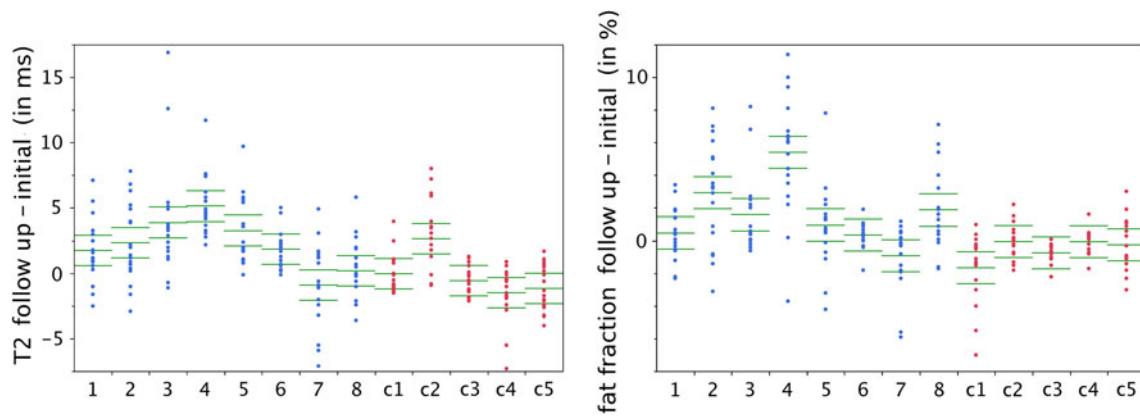 T2 follow up – initial (in ms)
15
10
5
0
-5
1 2 3 4 5 6 7 8 c1 c2 c3 c4 c5
fat fraction follow up – initial (in %)
10
0
1 2 3 4 5 6 7 8 c1 c2 c3 c4 c5